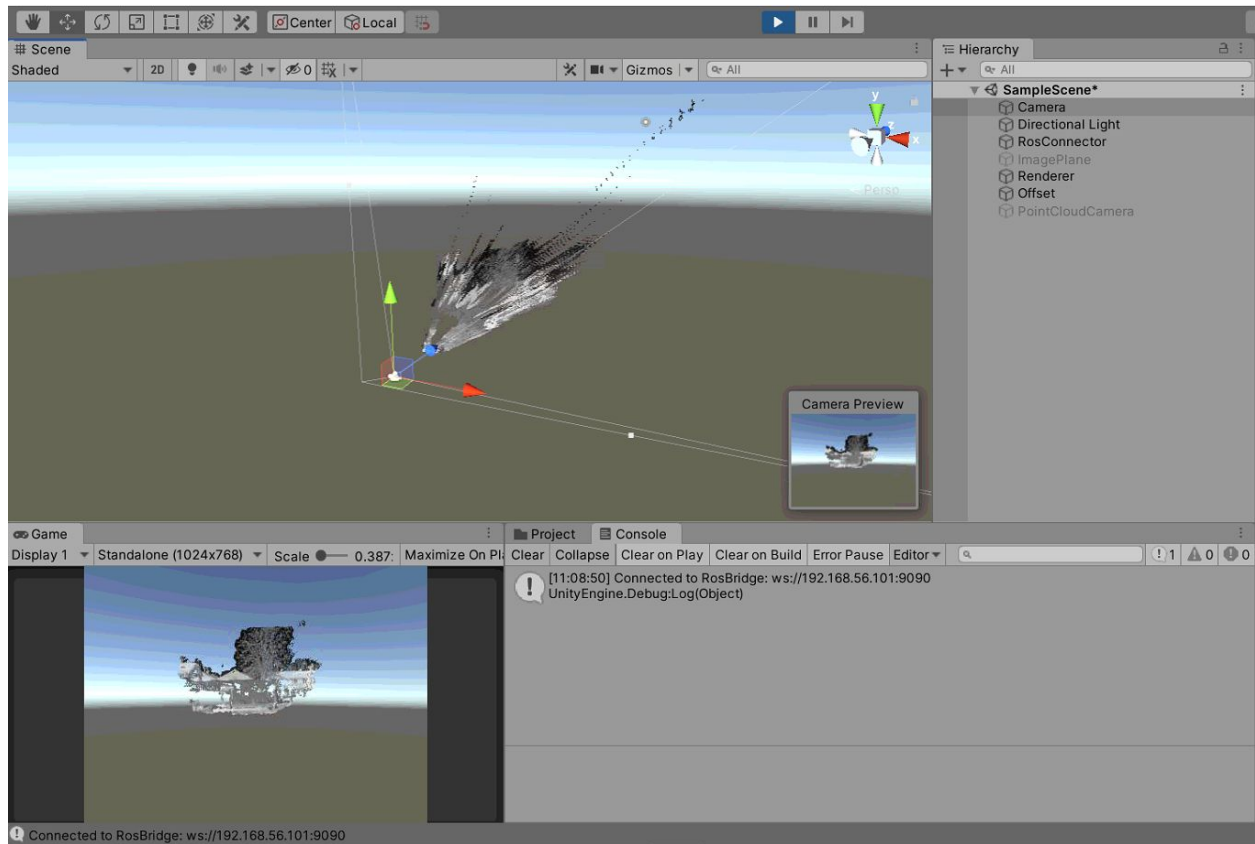 Center Local
Scene
Shaded 2D 0 Gizmos All
y
z
x
Persp
Camera Preview
Hierarchy
All
SampleScene*
Camera
Directional Light
RosConnector
ImagePlane
Renderer
Offset
PointCloudCamera
Game
Display 1 Standalone (1024x768) Scale 0.387: Maximize On Pl
Project Console
Clear Collapse Clear on Play Clear on Build Error Pause Editor 1 0 0
[11:08:50] Connected to RosBridge: ws://192.168.56.101:9090
UnityEngine.Debug:Log(Object)
Connected to RosBridge: ws://192.168.56.101:9090